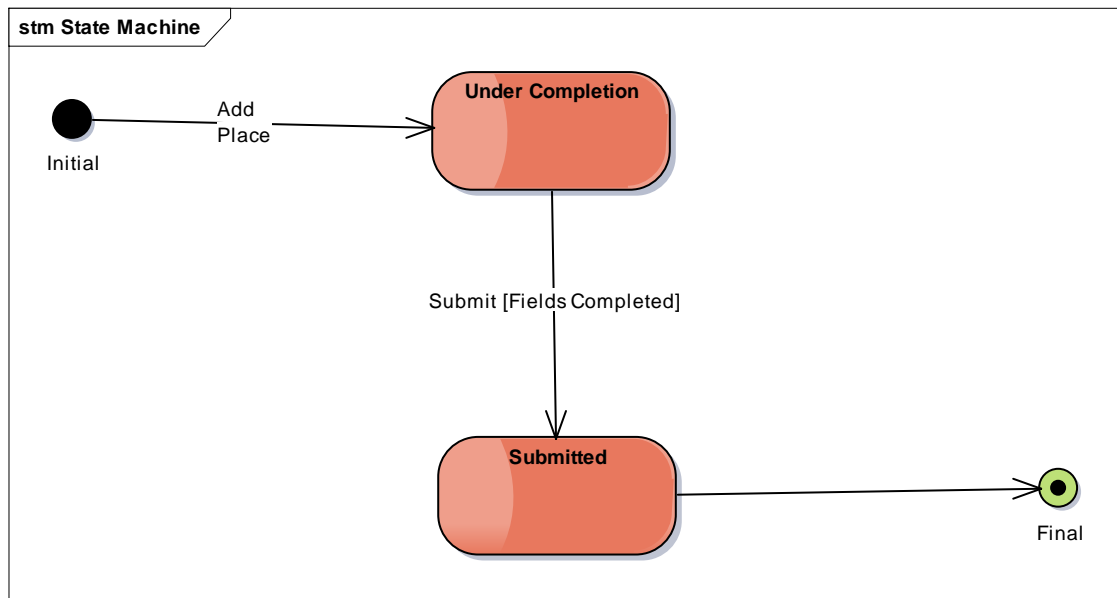 stm State Machine
Under Completion
Add
Place
Initial
Submit [Fields Completed]
Submitted
Final